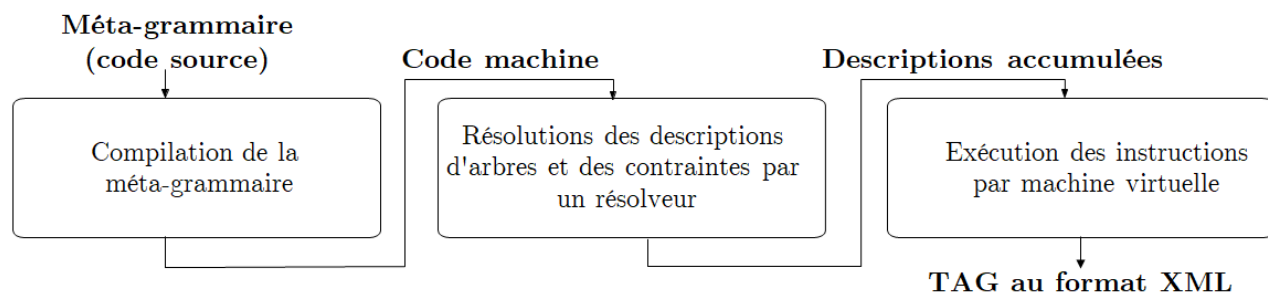 Méta-grammaire
(code source)
Code machine
Descriptions accumulées
Compilation de la
méta-grammaire
Résolutions des descriptions
d'arbres et des contraintes par
un résolveur
Exécution des instructions
par machine virtuelle
TAG au format XML